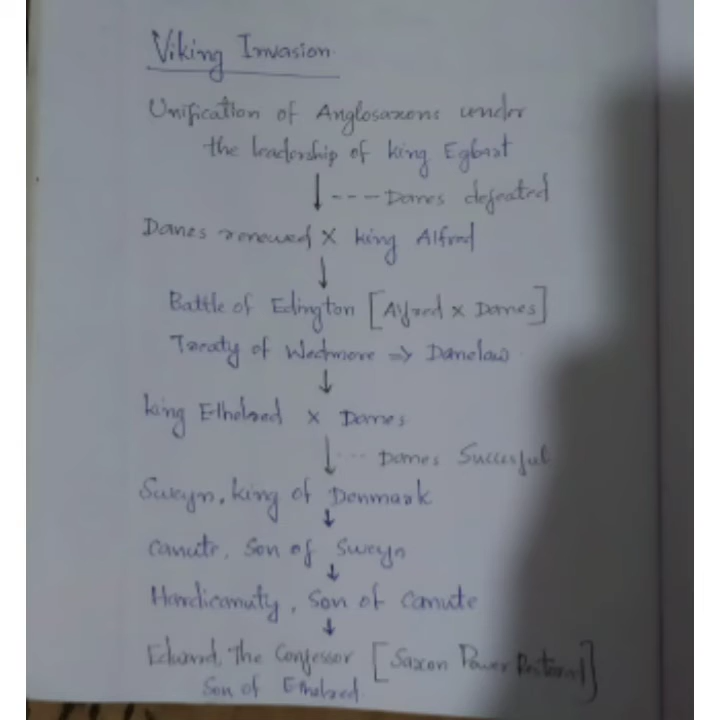 Viking Invasion
Unification of Anglosaxons under
the leadership of king Egbert
↓ ---- Danes defeated
Danes renewed X king Alfred
↓
Battle of Edington [Alfred x Danes]
Treaty of Wedmore => Danelaw
↓
king Ethelred x Danes
↓ ... Danes Succesful
Sweyn, king of Denmark
↓
Canute, Son of Sweyn
↓
Hardicanuty, Son of Canute
↓
Edward, The Confessor [Saxon Power Restored]
Son of Ethelred.